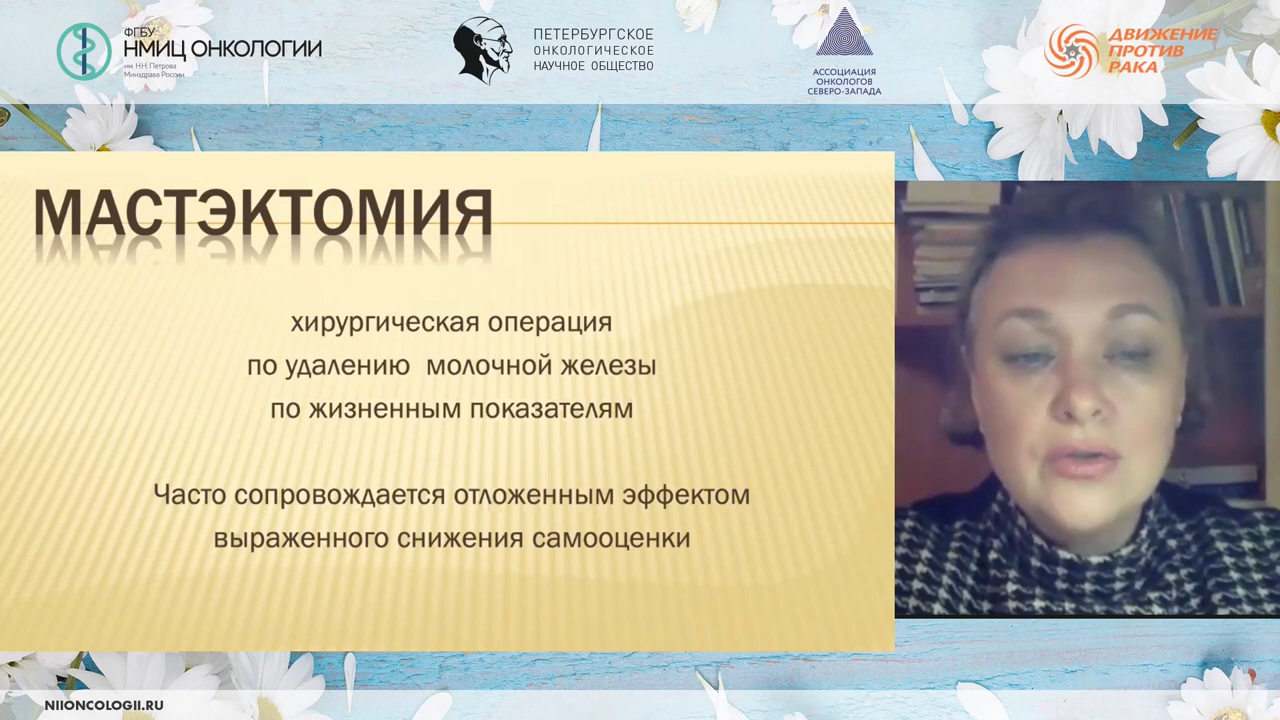 ФГБУ
НМИЦ ОНКОЛОГИИ
им. Н.Н. Петрова
Минздрава России
ПЕТЕРБУРГСКОЕ
ОНКОЛОГИЧЕСКОЕ
НАУЧНОЕ ОБЩЕСТВО
АССОЦИАЦИЯ
ОНКОЛОГОВ
СЕВЕРО-ЗАПАДА
ДВИЖЕНИЕ
ПРОТИВ
РАКА
МАСТЭКТОМИЯ
хирургическая операция
по удалению молочной железы
по жизненным показателям
Часто сопровождается отложенным эффектом
выраженного снижения самооценки
NIIONCOLOGII.RU